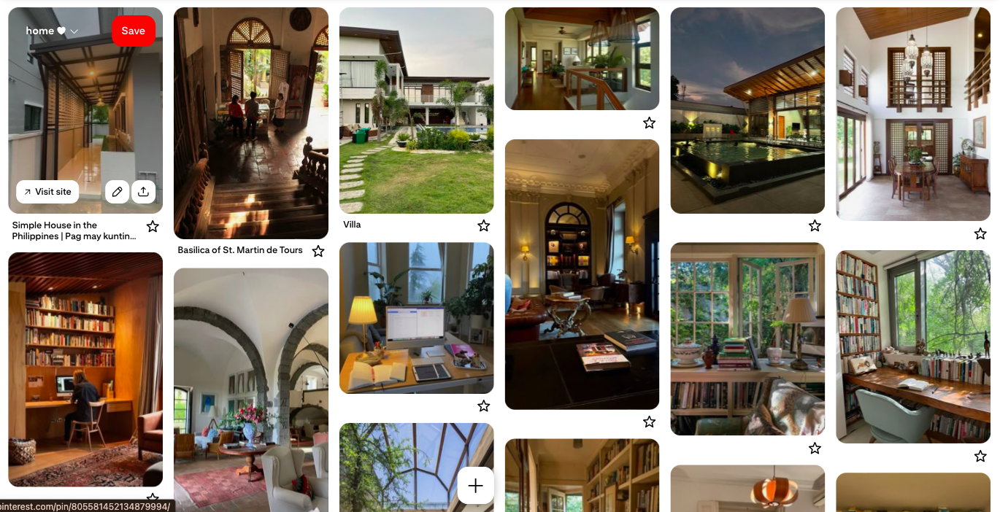 home
Save
Visit site
Simple House in the
Philippines | Pag may kuntin...
Basilica of St. Martin de Tours
Villa
pinterest.com/pin/805581452134879994/